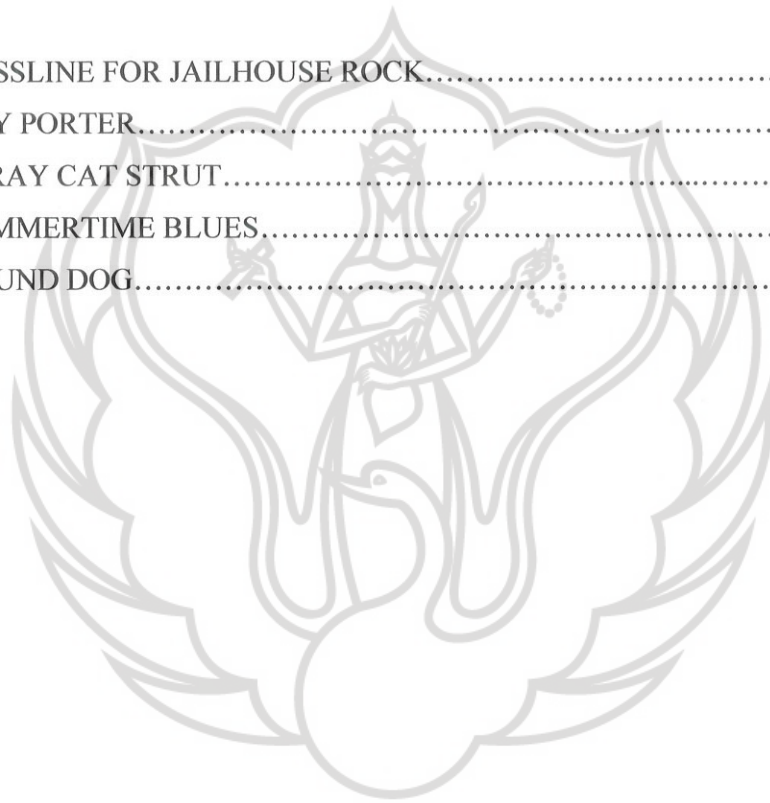 SSLINE FOR JAILHOUSE ROCK........................................
Y PORTER........................................................................
RAY CAT STRUT..............................................................
MMERTIME BLUES..........................................................
UND DOG........................................................................